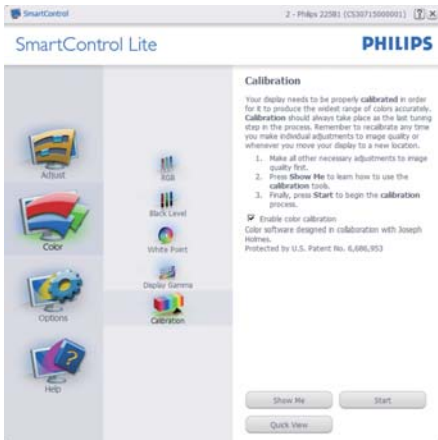 SmartControl
2 - Philips 225B1 (CS30715000001)
SmartControl Lite
PHILIPS
Adjust
Color
Options
Help
RGB
Black Level
White Point
Display Gamma
Calibration
Calibration
Your display needs to be properly calibrated in order
for it to produce the widest range of colors accurately.
Calibration should always take place as the last tuning
step in the process. Remember to recalibrate any time
you make individual adjustments to image quality or
whenever you move your display to a new location.
1. Make all other necessary adjustments to image
quality first.
2. Press Show Me to learn how to use the
calibration tools.
3. Finally, press Start to begin the calibration
process.
Enable color calibration
Color software designed in collaboration with Joseph
Holmes.
Protected by U.S. Patent No. 6,686,953
Show Me
Start
Quick View